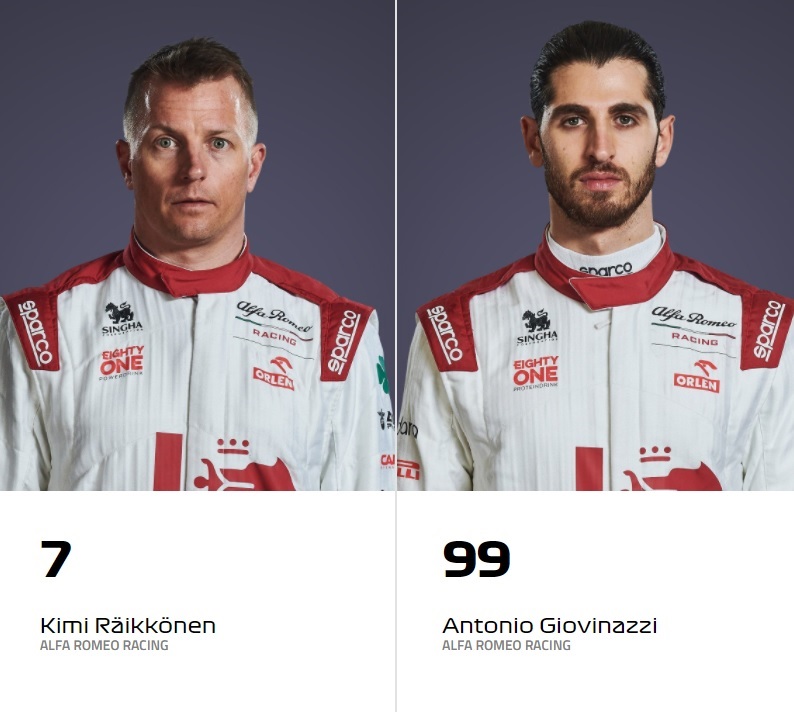 sparco
SINGHA
EIGHTY
ONE
POWERDRINK
Alfa Romeo
RACING
ORLEN
sparco
sparco
sparco
SINGHA
EIGHTY
ONE
Alfa Romeo
RACING
ORLEN
sparco
7
99
Kimi Räikkönen
Antonio Giovinazzi
ALFA ROMEO RACING
ALFA ROMEO RACING